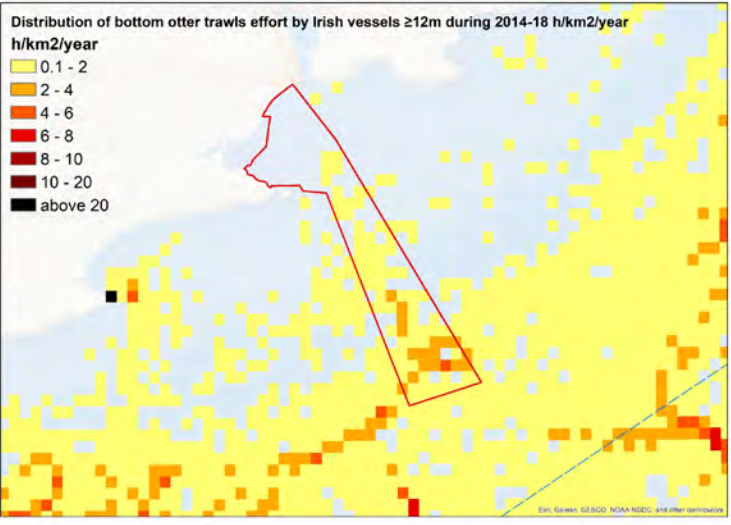 Distribution of bottom otter trawls effort by Irish vessels ≥12m during 2014-18 h/km2/year
h/km2/year
0.1 - 2
2 - 4
4 - 6
6 - 8
8 - 10
10 - 20
above 20
Esri, Garmin, GEBCO, NOAA NGDC, and other contributors